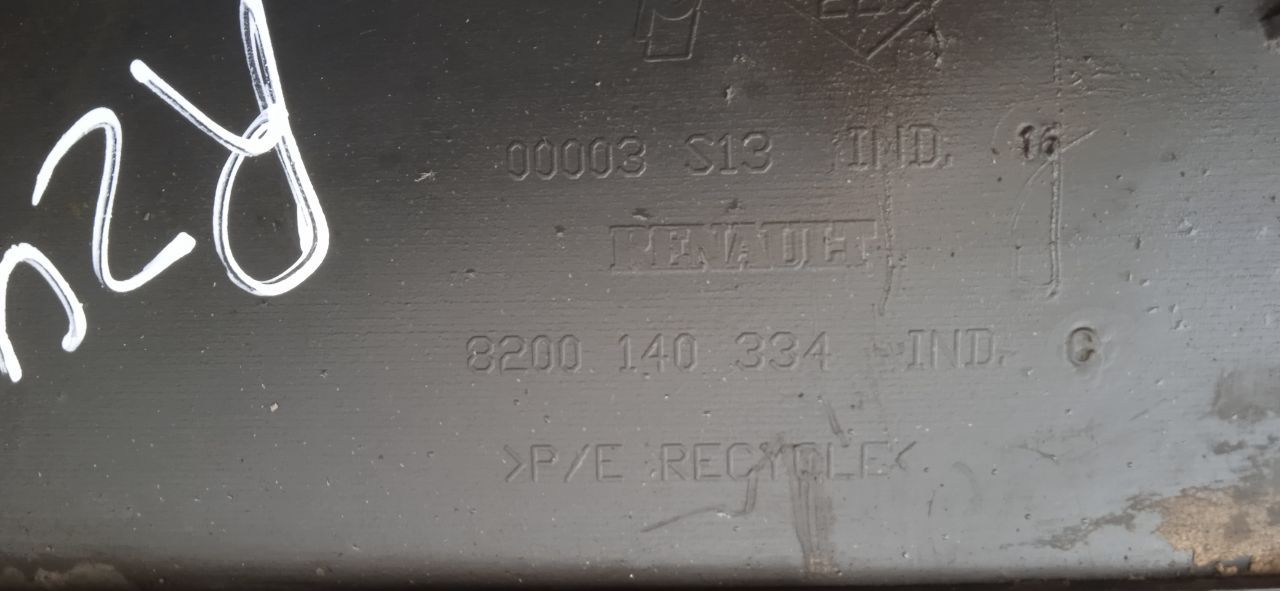 00003 S13 IND. 16
RENAULT
8200 140 334 IND. C
>P/E RECYCLE<